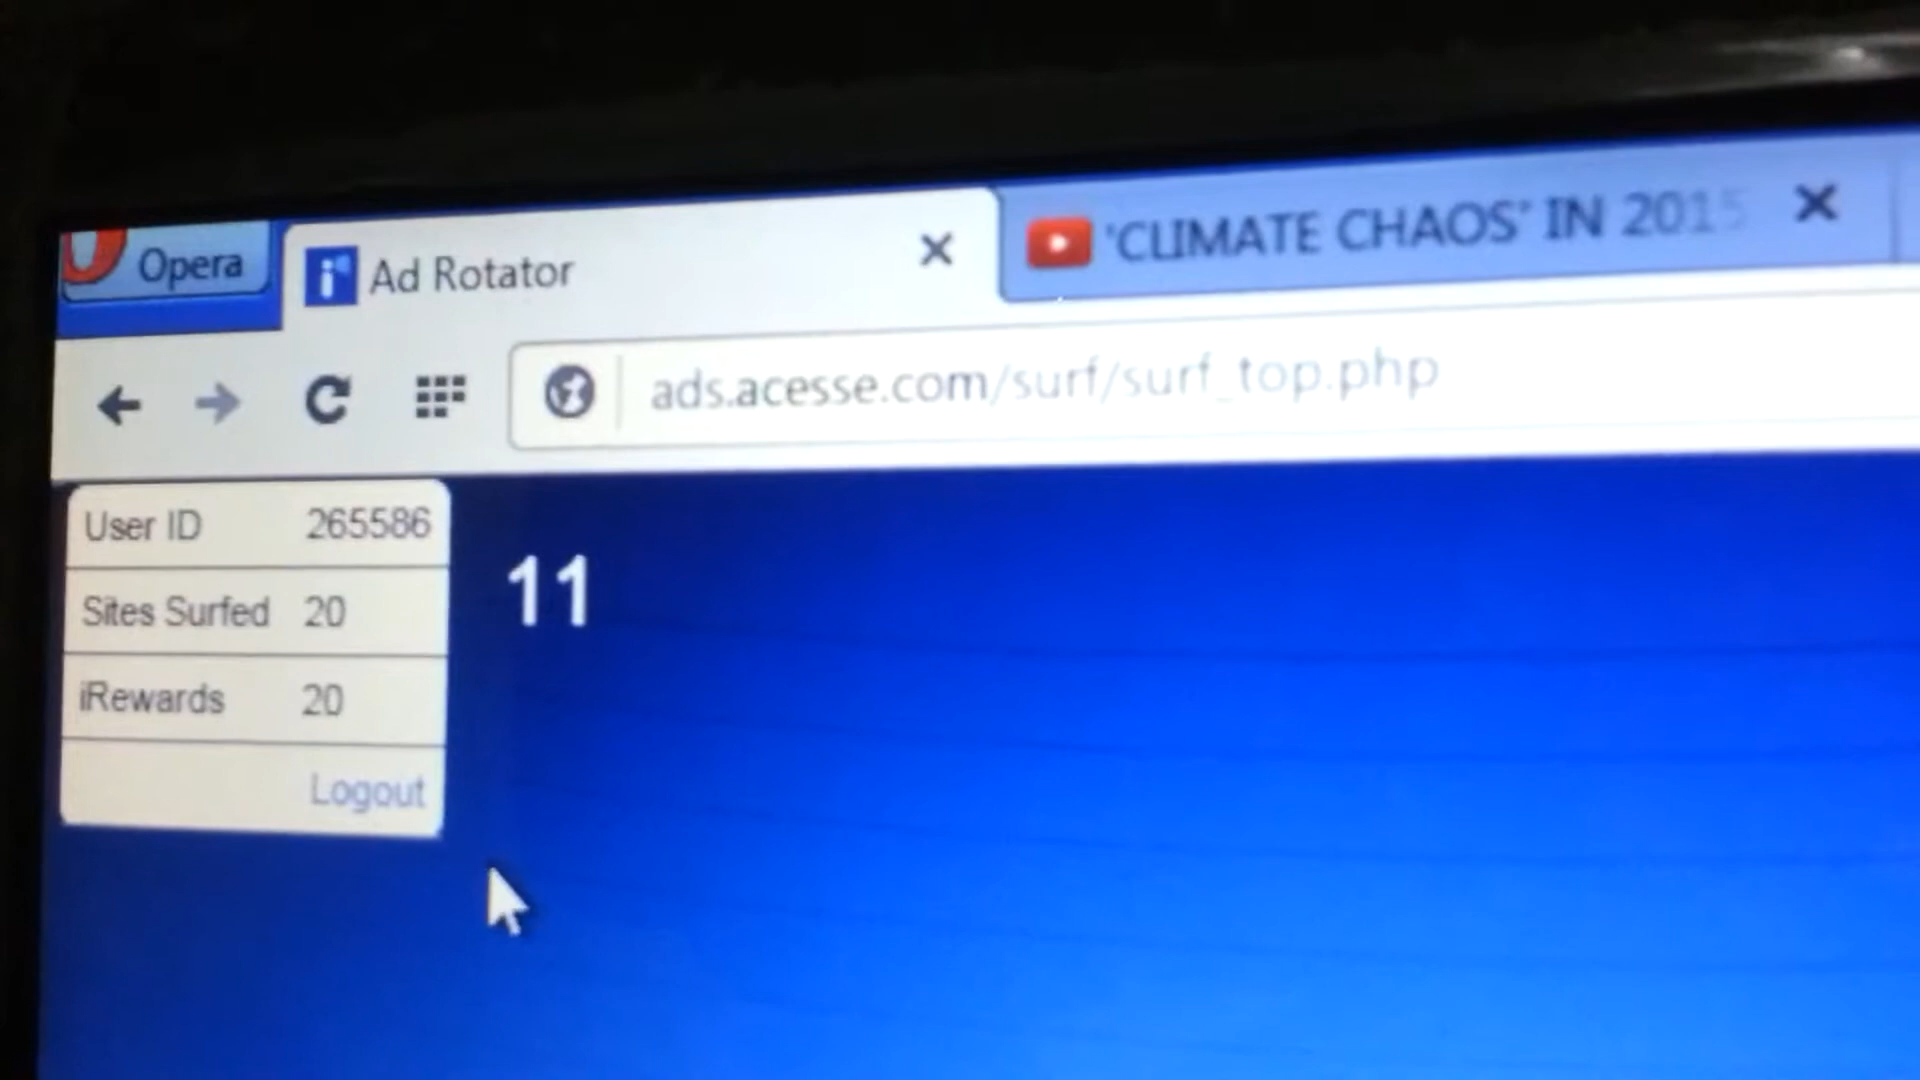 Opera
Ad Rotator
'CLIMATE CHAOS' IN 2015
ads.acesse.com/surf/surf_top.php
User ID 265586
Sites Surfed 20
iRewards 20
Logout
11